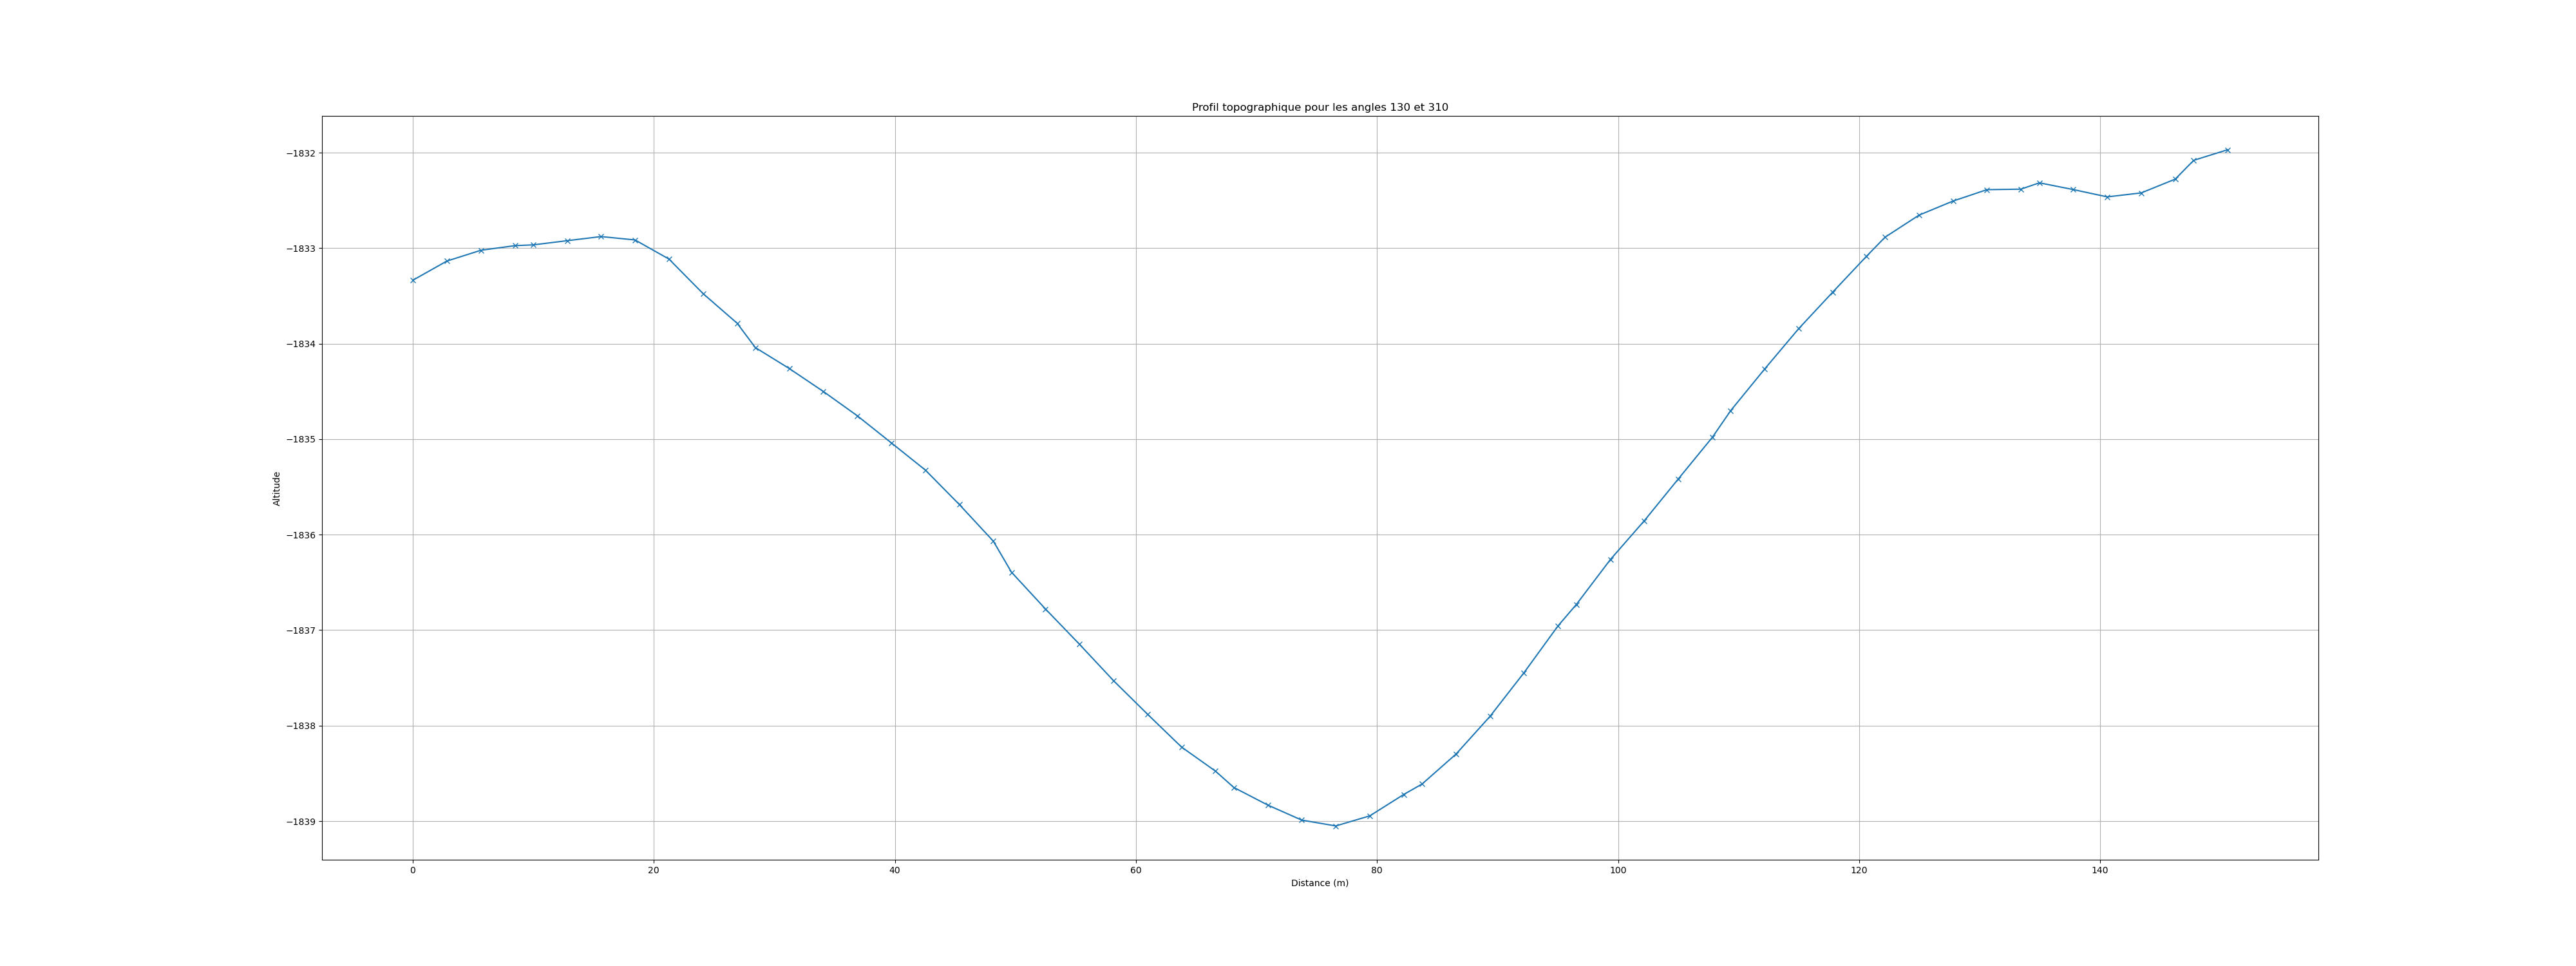 Profil topographique pour les angles 130 et 310
−1832
−1833
−1834
−1835
−1836
−1837
−1838
−1839
Altitude
0 20 40 60 80 100 120 140
Distance (m)